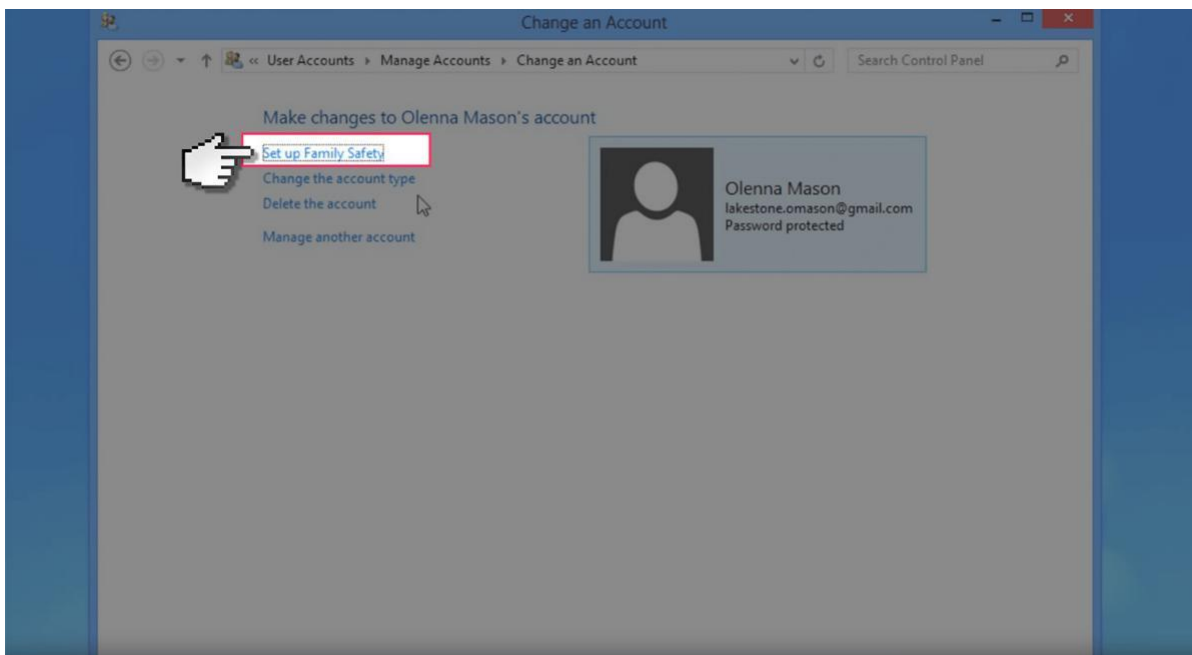 Change an Account
« User Accounts ▸ Manage Accounts ▸ Change an Account
Search Control Panel
Make changes to Olenna Mason's account
Set up Family Safety
Change the account type
Delete the account
Manage another account
Olenna Mason
lakestone.omason@gmail.com
Password protected